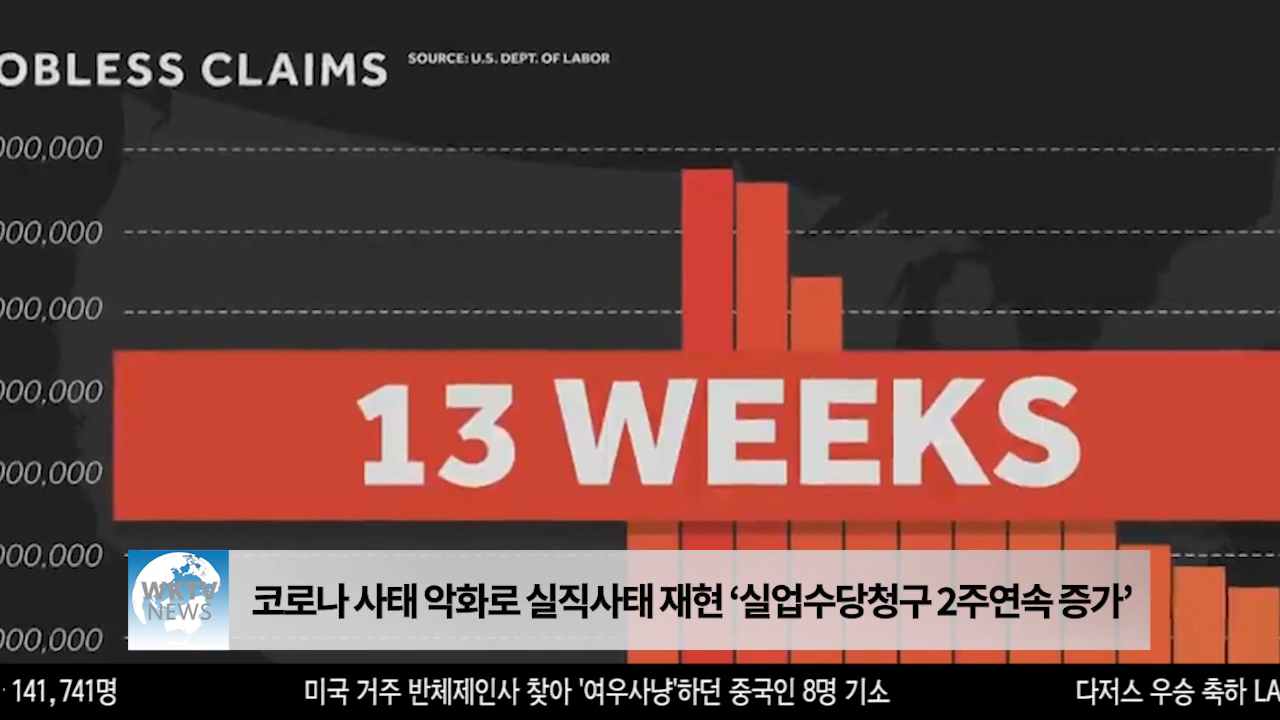 OBLESS CLAIMS SOURCE: U.S. DEPT. OF LABOR
000,000
000,000
000,000
000,000
000,000
000,000
000,000
13 WEEKS
WKTV
NEWS
코로나 사태 악화로 실직사태 재현 ‘실업수당청구 2주연속 증가’
· 141,741명 미국 거주 반체제인사 찾아 '여우사냥'하던 중국인 8명 기소 다저스 우승 축하 LA